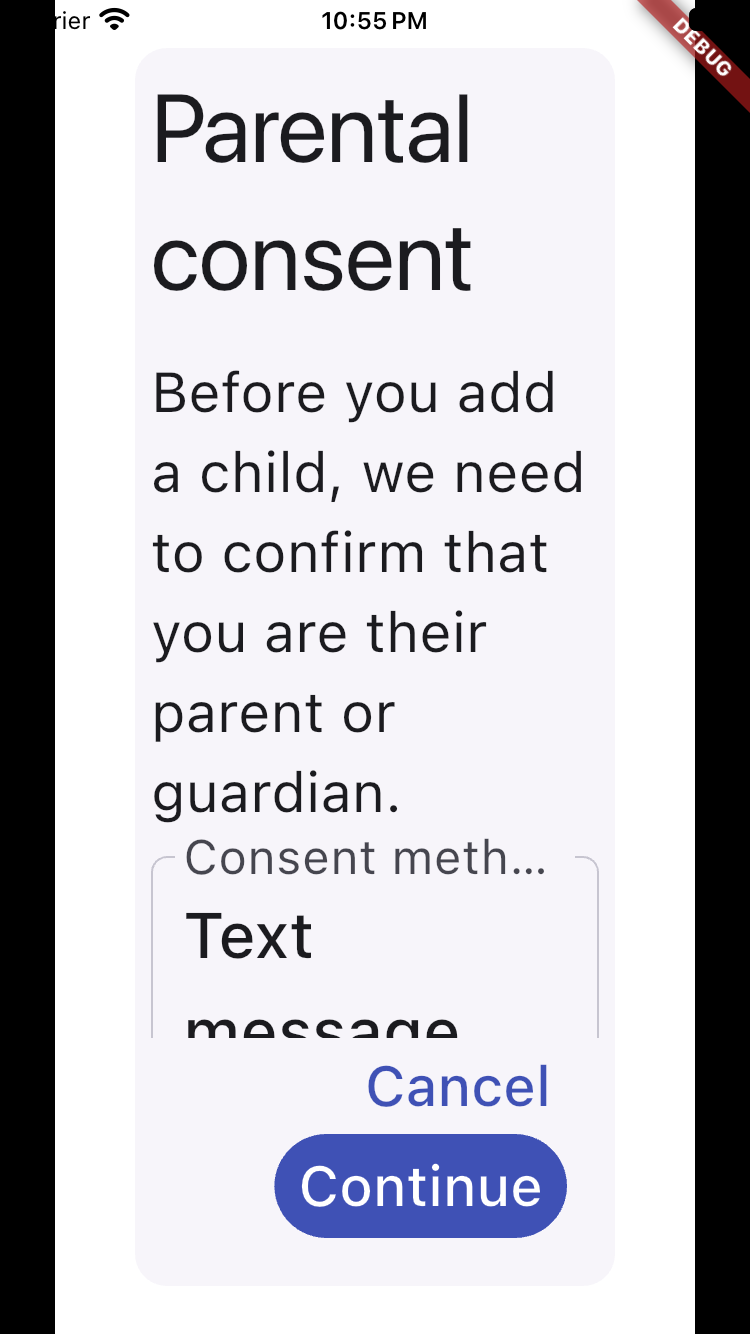 rier 10:55 PM
DEBUG
Parental
consent
Before you add
a child, we need
to confirm that
you are their
parent or
guardian.
Consent meth...
Text
message
Cancel
Continue